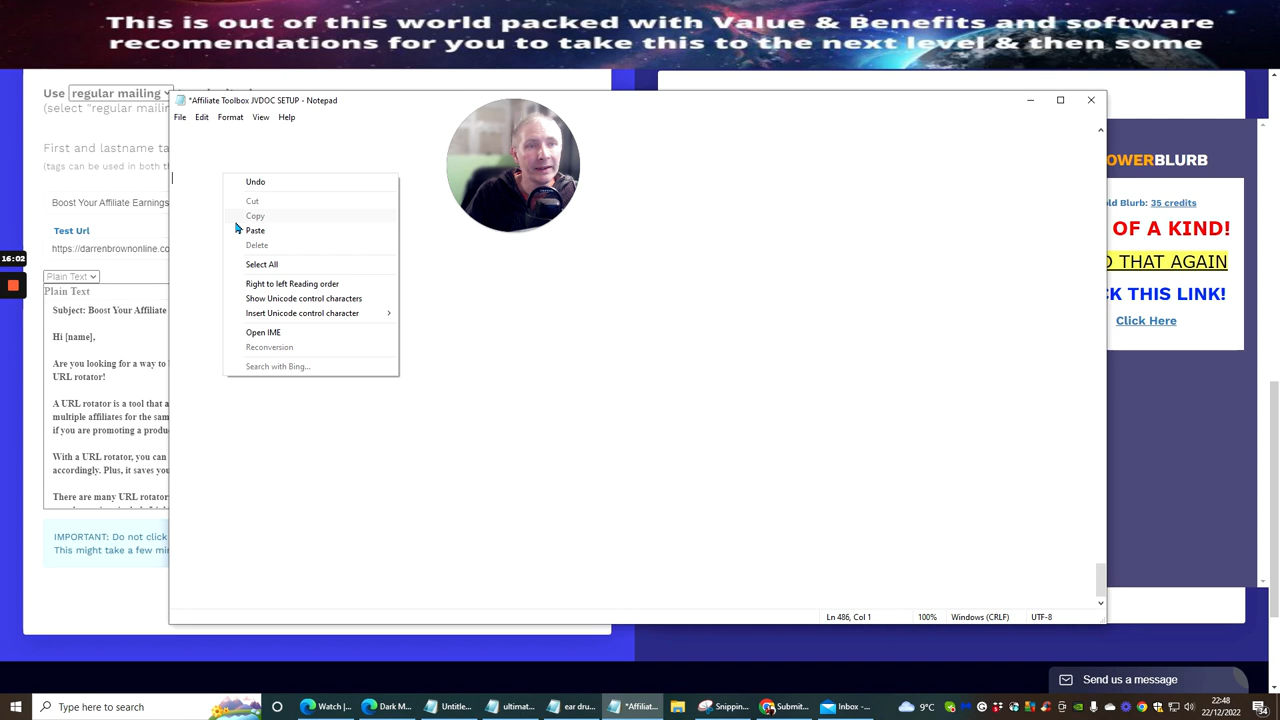 This is out of this world packed with Value & Benefits and software
recomendations for you to take this to the next level & then some
Use regular mailing
(select "regular mailin
First and lastname ta
(tags can be used in both th
Boost Your Affiliate Earnings
Test Url
https://darrenbrownonline.co
Plain Text
Plain Text
Subject: Boost Your Affiliate
Hi [name],
Are you looking for a way to
URL rotator!
A URL rotator is a tool that a
multiple affiliates for the sam
if you are promoting a produ
With a URL rotator, you can
accordingly. Plus, it saves you
There are many URL rotator
IMPORTANT: Do not click
This might take a few min
*Affiliate Toolbox JVDOC SETUP - Notepad
File Edit Format View Help
Undo
Cut
Copy
Paste
Delete
Select All
Right to left Reading order
Show Unicode control characters
Insert Unicode control character
Open IME
Reconversion
Search with Bing...
Ln 486, Col 1 100% Windows (CRLF) UTF-8
OWERBLURB
ld Blurb: 35 credits
OF A KIND!
THAT AGAIN
CK THIS LINK!
Click Here
16:02
Send us a message
Type here to search
Watch |...
Dark M...
Untitle...
ultimat...
ear dru...
*Affiliat...
Snippin...
Submit...
Inbox -...
9°C
22:48
22/12/2022
24